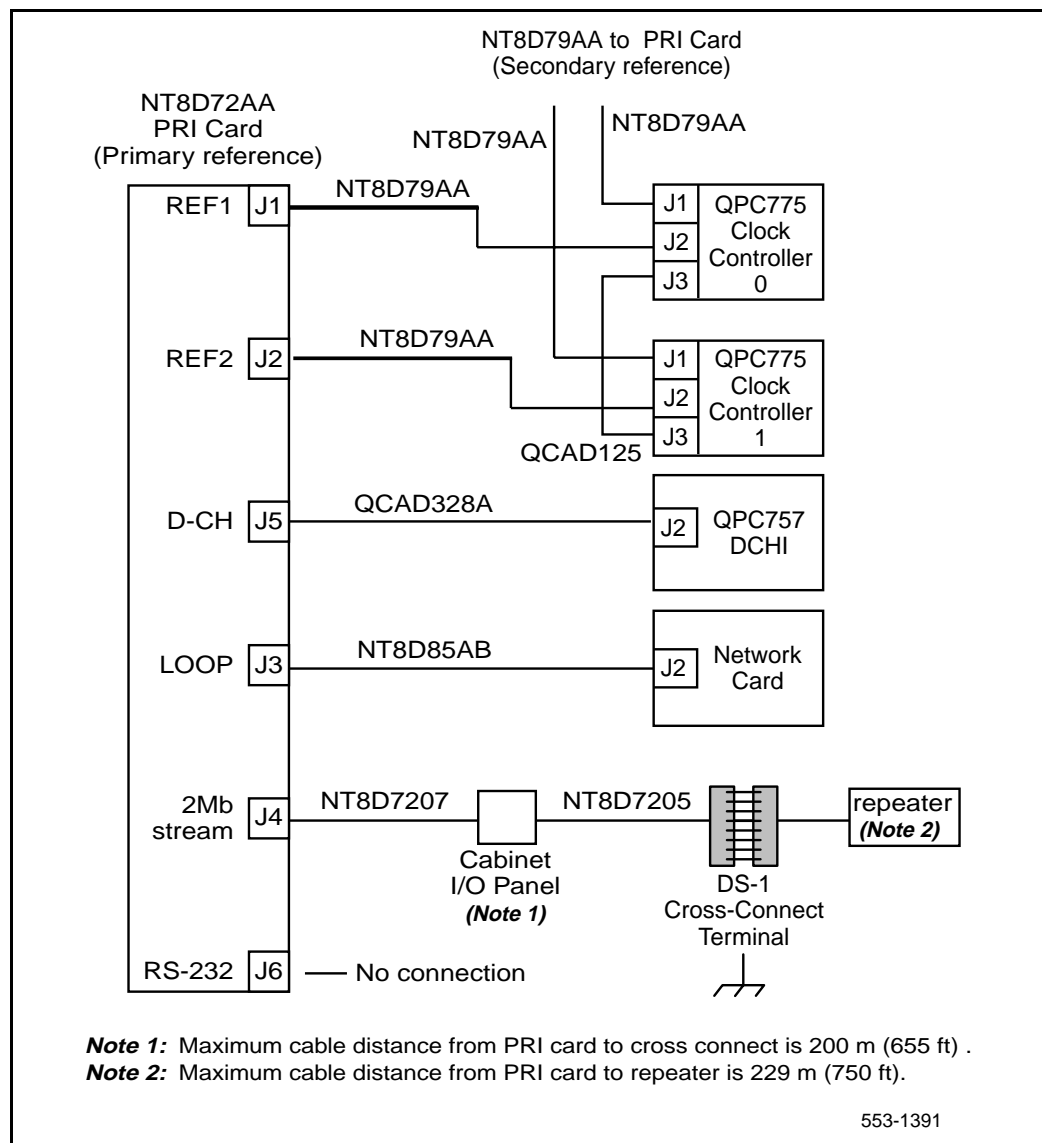 NT8D79AA to PRI Card
(Secondary reference)
NT8D72AA
PRI Card
(Primary reference)
NT8D79AA
NT8D79AA
REF1 J1
NT8D79AA
J1
J2
J3
QPC775
Clock
Controller
0
REF2 J2
NT8D79AA
J1
J2
J3
QPC775
Clock
Controller
1
QCAD125
D-CH J5
QCAD328A
J2
QPC757
DCHI
LOOP J3
NT8D85AB
J2
Network
Card
2Mb
stream
J4
NT8D7207
Cabinet
I/O Panel
(Note 1)
NT8D7205
DS-1
Cross-Connect
Terminal
repeater
(Note 2)
RS-232 J6
No connection
Note 1: Maximum cable distance from PRI card to cross connect is 200 m (655 ft) .
Note 2: Maximum cable distance from PRI card to repeater is 229 m (750 ft).
553-1391